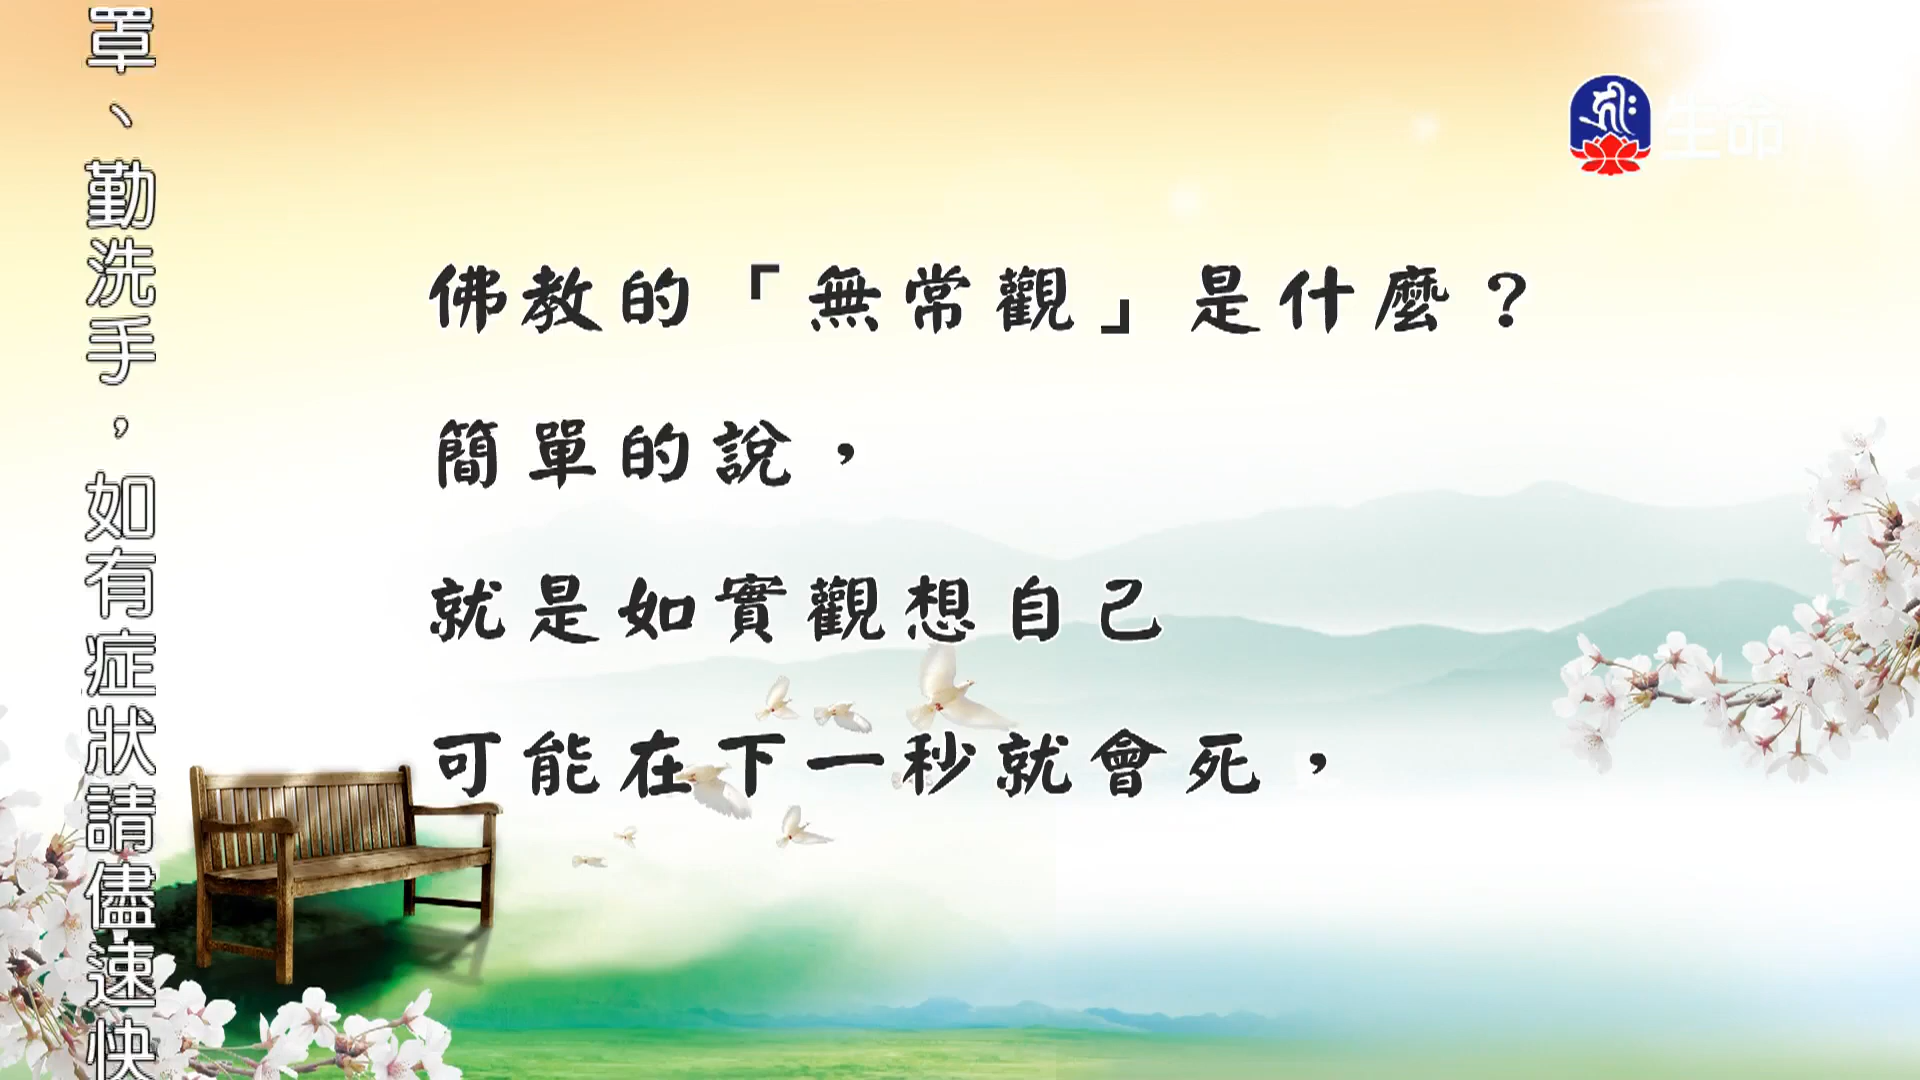 佛教的「無常觀」是什麼？
簡單的說，
就是如實觀想自己
可能在下一秒就會死，
罩、勤洗手，如有症狀請儘速快
生命